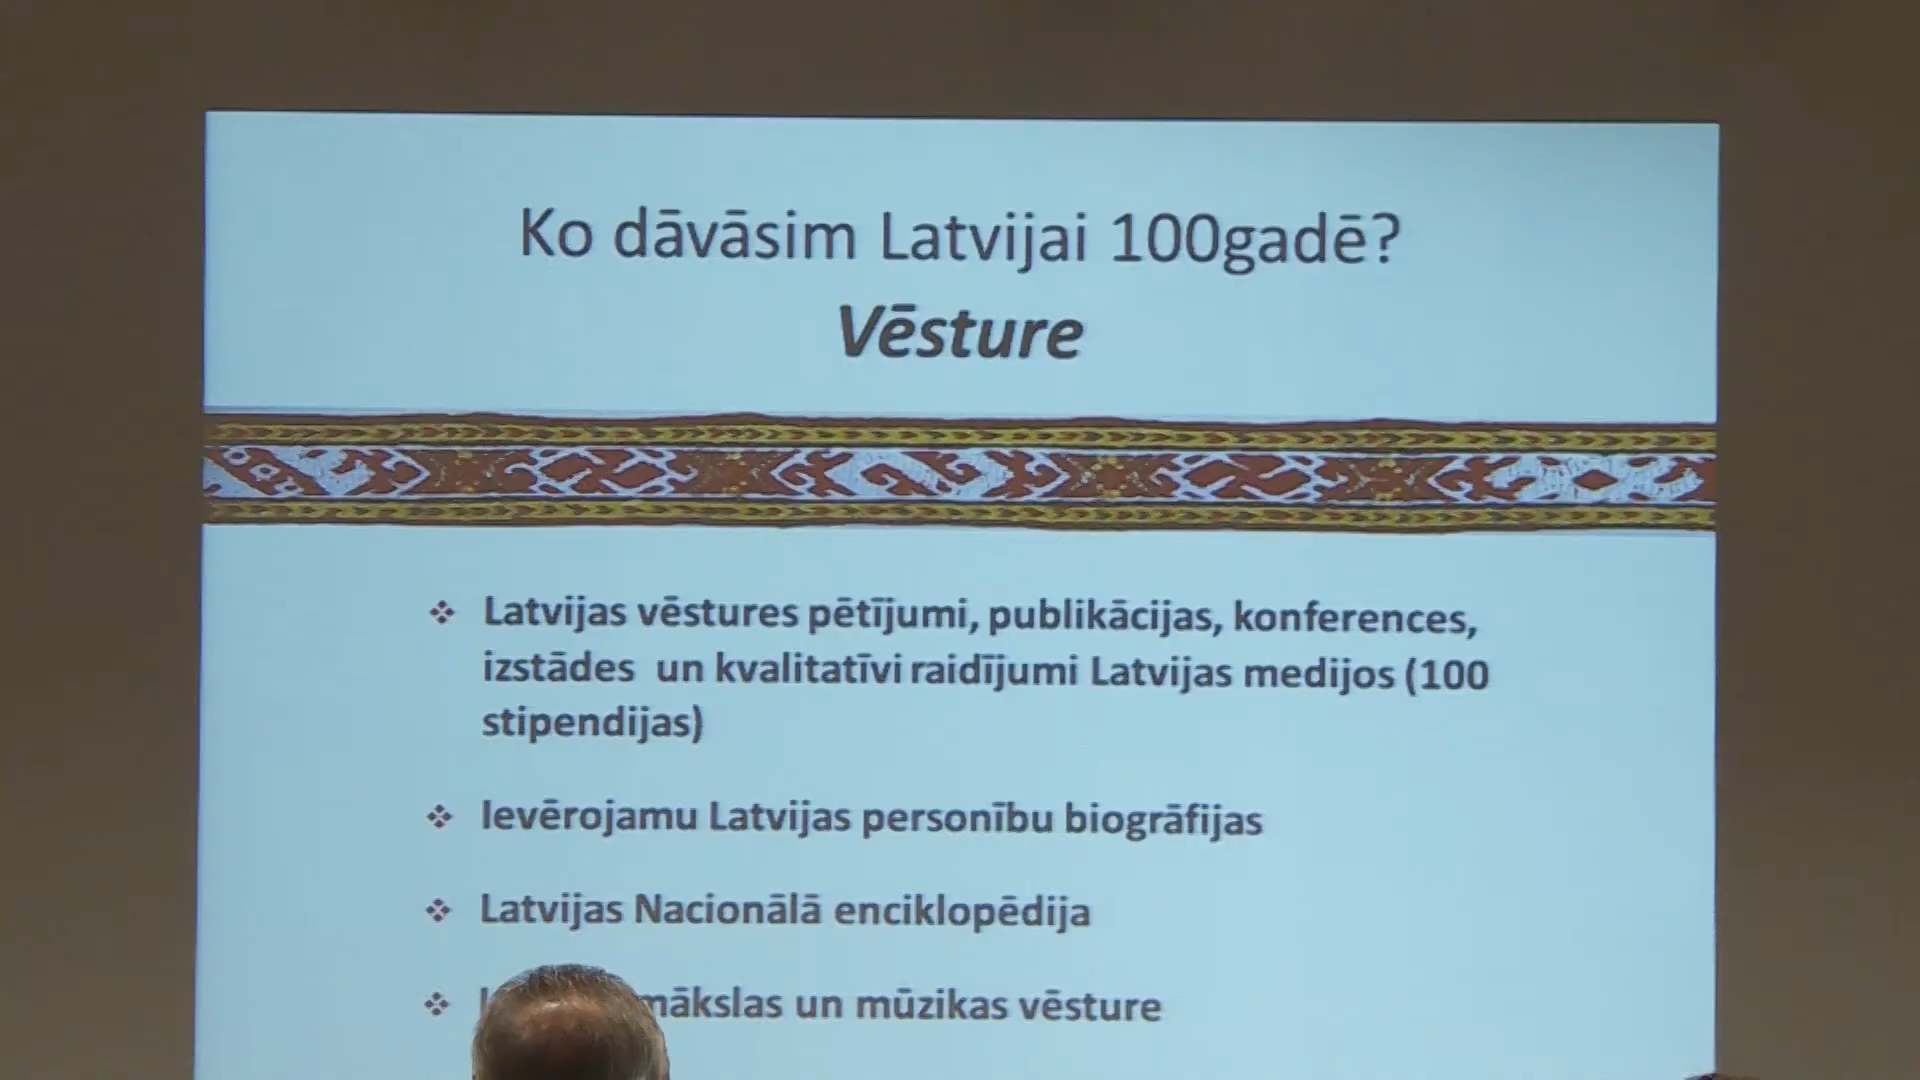 Ko dāvāsim Latvijai 100gadē?
Vēsture
Latvijas vēstures pētījumi, publikācijas, konferences,
izstādes un kvalitatīvi raidījumi Latvijas medijos (100
stipendijas)
Ievērojamu Latvijas personību biogrāfijas
Latvijas Nacionālā enciklopēdija
mākslas un mūzikas vēsture